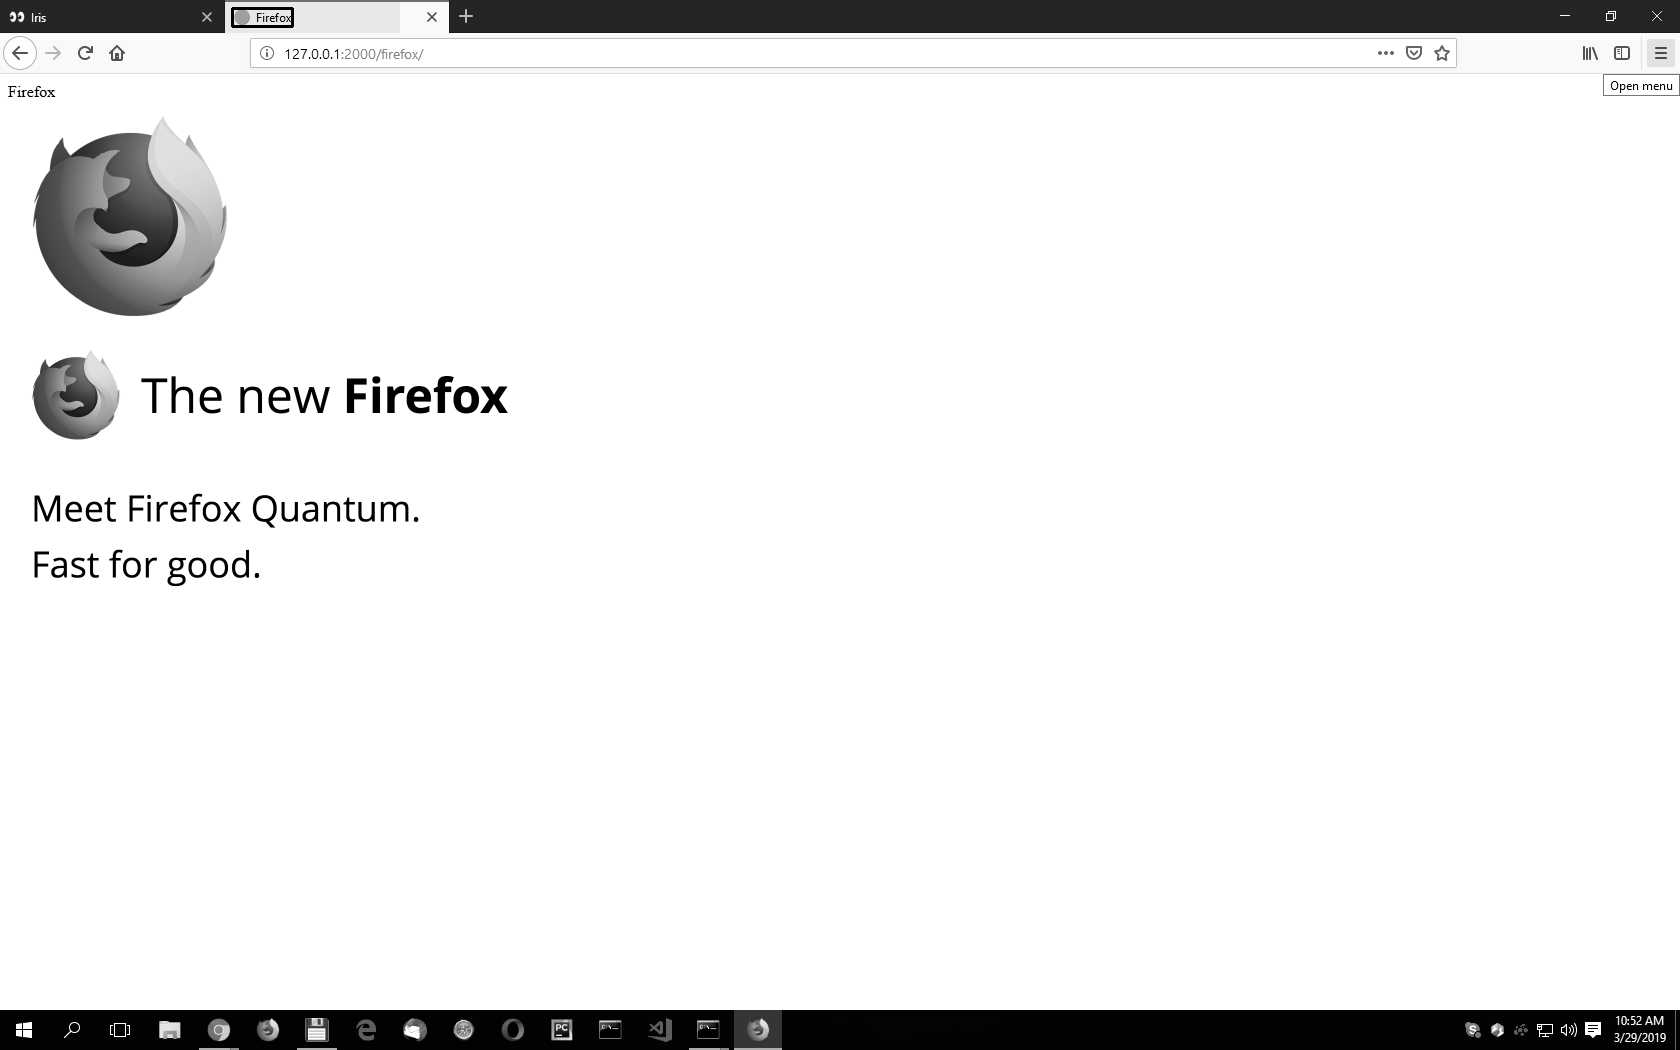 Iris
Firefox
127.0.0.1:2000/firefox/
Open menu
Firefox
The new Firefox
Meet Firefox Quantum.
Fast for good.
PC
10:52 AM
3/29/2019